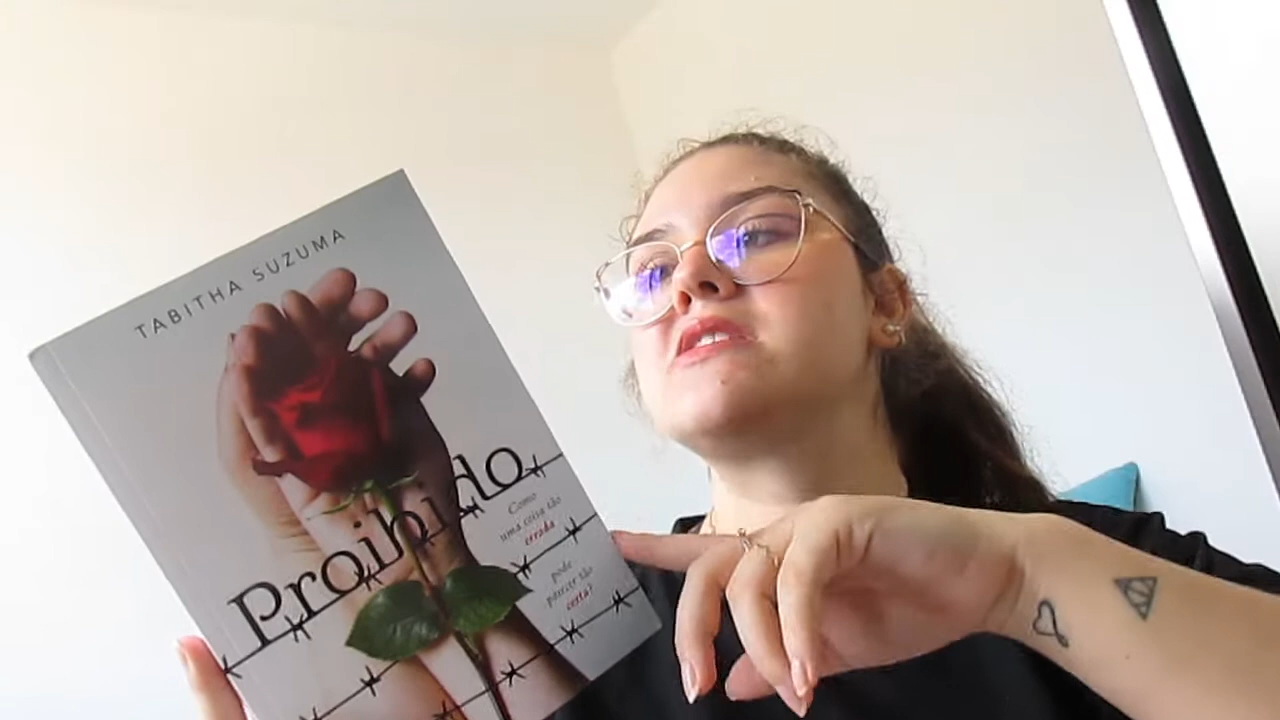 TABITHA SUZUMA
Proibido
Como
uma coisa tão
errada
pode
parecer tão
certa?